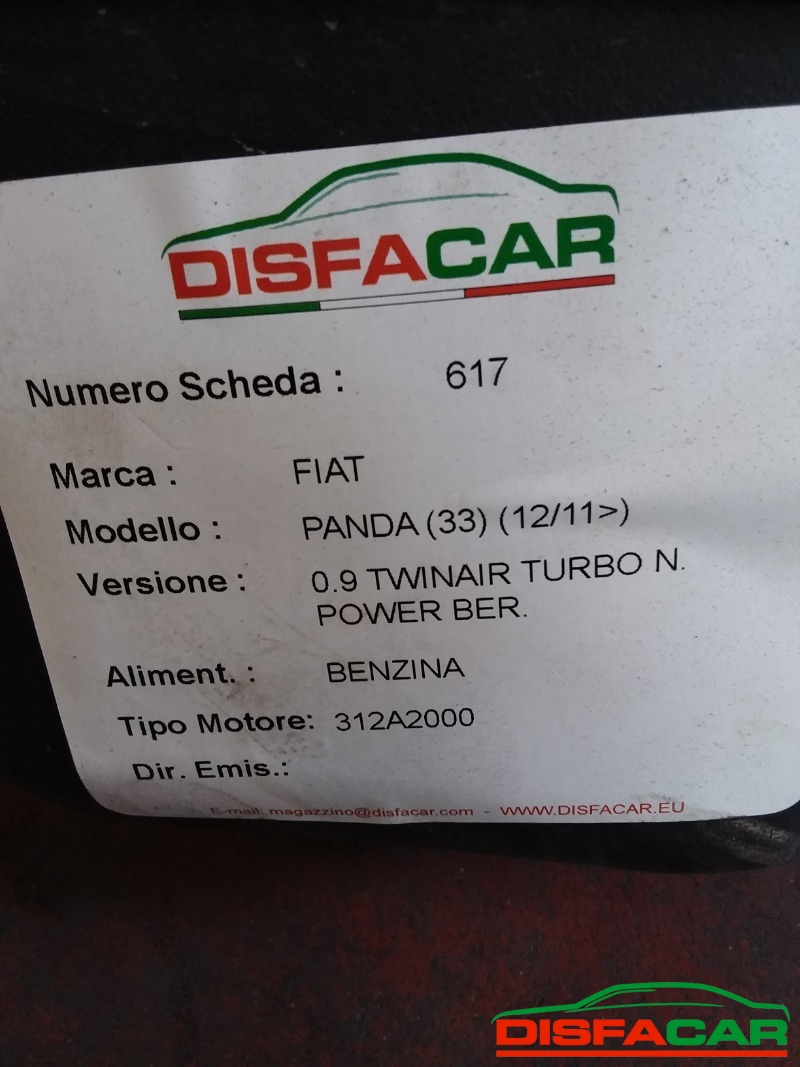 DISFACAR
Numero Scheda : 617
Marca : FIAT
Modello : PANDA (33) (12/11>)
Versione : 0.9 TWINAIR TURBO N.
POWER BER.
Aliment. : BENZINA
Tipo Motore: 312A2000
Dir. Emis.:
E-mail: magazzino@disfacar.com - WWW.DISFACAR.EU
DISFACAR